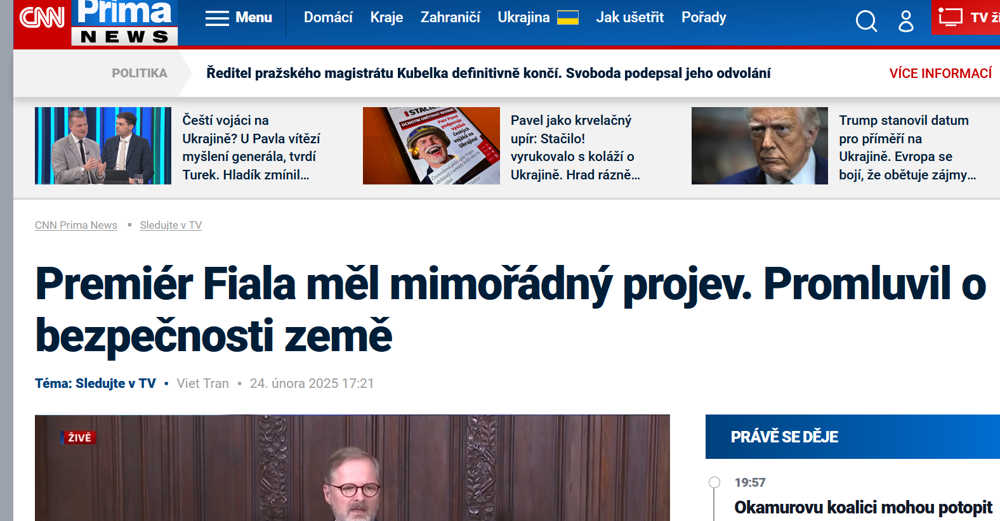 CNN Prima
NEWS
Menu
Domácí
Kraje
Zahraničí
Ukrajina
Jak ušetřit
Pořady
TV ži
POLITIKA
Ředitel pražského magistrátu Kubelka definitivně končí. Svoboda podepsal jeho odvolání
VÍCE INFORMACÍ
Čeští vojáci na
Ukrajině? U Pavla vítězí
myšlení generála, tvrdí
Turek. Hladík zmínil...
STAČIL
OCHOTNI OBĚTOVAT NEVINNÉ
Petr Pavel
podporuje
vyslání
českých
vojáků na
Ukrajinu!
Pavel jako krvelačný
upír: Stačilo!
vyrukovalo s koláží o
Ukrajině. Hrad rázně...
Trump stanovil datum
pro příměří na
Ukrajině. Evropa se
bojí, že obětuje zájmy...
CNN Prima News
Sledujte v TV
Premiér Fiala měl mimořádný projev. Promluvil o
bezpečnosti země
Téma: Sledujte v TV ▪ Viet Tran ▪ 24. února 2025 17:21
ŽIVĚ
PRÁVĚ SE DĚJE
19:57
Okamurovu koalici mohou potopit